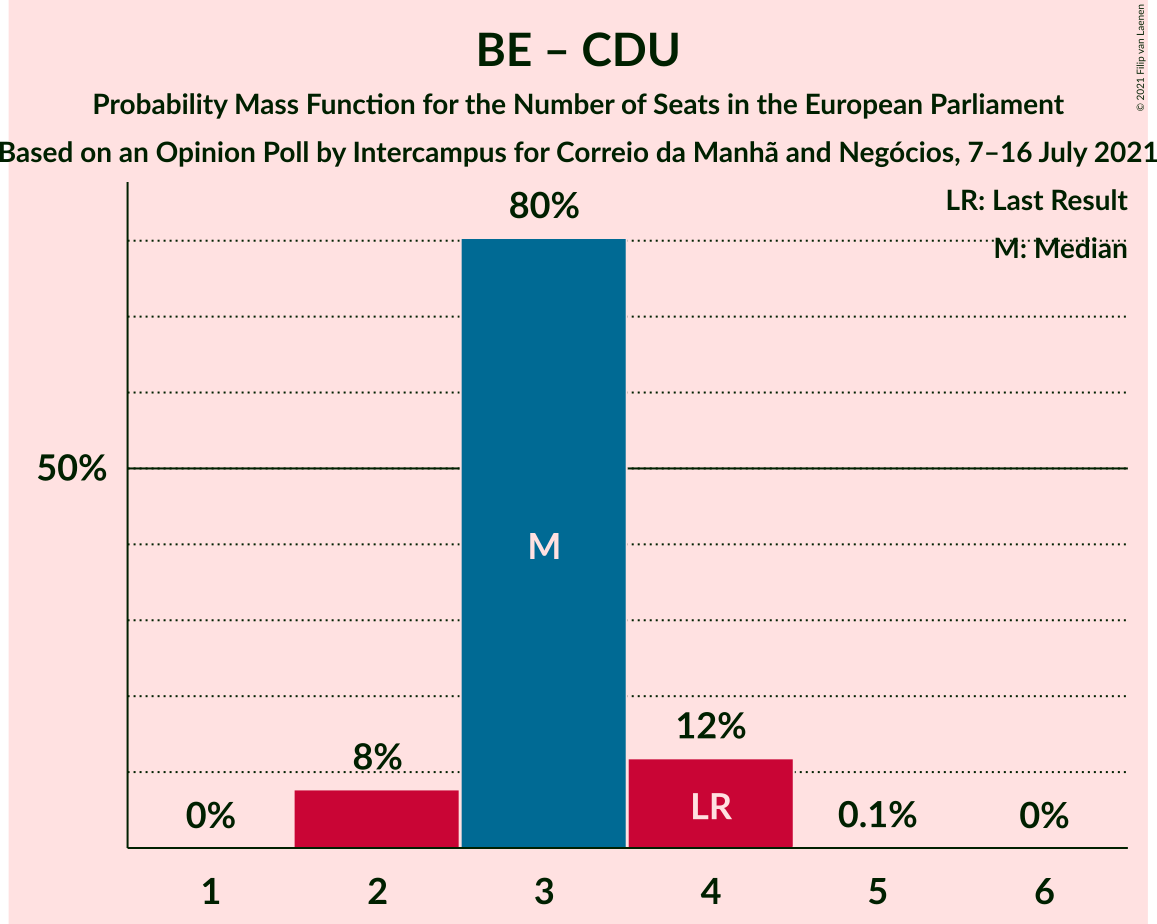 BE – CDU
Probability Mass Function for the Number of Seats in the European Parliament
Based on an Opinion Poll by Intercampus for Correio da Manhã and Negócios, 7–16 July 2021
© 2021 Filip van Laenen
LR: Last Result
M: Median
80%
50%
M
12%
8%
LR
0%
0.1%
0%
1 2 3 4 5 6